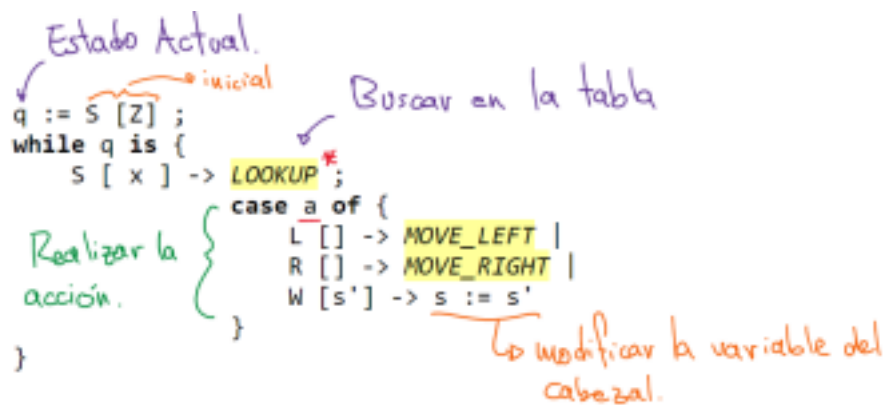 Estado Actual.
inicial
Buscar en la tabla
q := S [Z] ;
while q is {
S [ x ] -> LOOKUP * ;
case a of {
L [] -> MOVE_LEFT |
R [] -> MOVE_RIGHT |
W [s'] -> s := s'
}
}
Realizar la
acción.
modificar la variable del
cabezal.